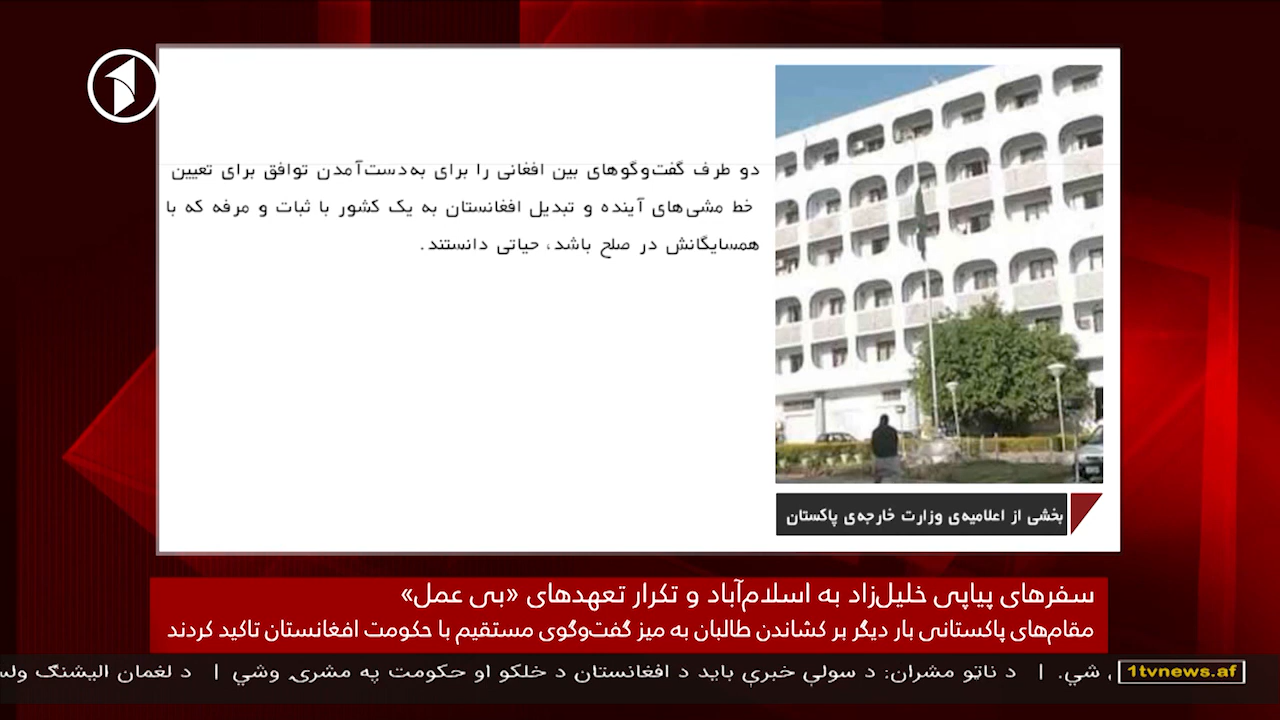 دو طرف گفت‌وگوهای بین افغانی را برای به‌دست‌آمدن توافق برای تعیین
خط مشی‌های آینده و تبدیل افغانستان به یک کشور با ثبات و مرفه که با
همسایگانش در صلح باشد، حیاتی دانستند.
بخشی از اعلامیه‌ی وزارت خارجه‌ی پاکستان
سفرهای پیاپی خلیل‌زاد به اسلام‌آباد و تکرار تعهدهای «بی عمل»
مقام‌های پاکستانی بار دیگر بر کشاندن طالبان به میز گفت‌وگوی مستقیم با حکومت افغانستان تاکید کردند
شي. | د ناټو مشران: د سولې خبرې باید د افغانستان د خلکو او حکومت په مشرۍ وشي | د لغمان الیشنګ
1tvnews.af